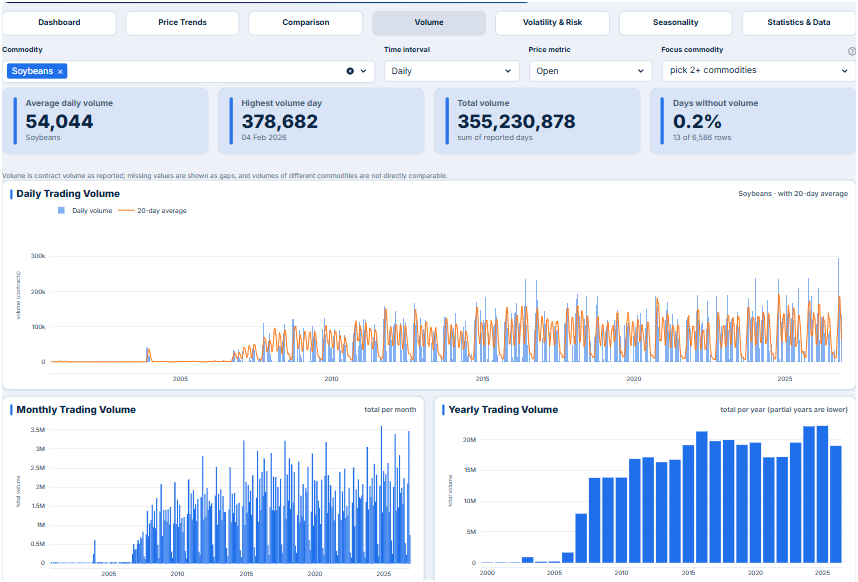 Dashboard
Price Trends
Comparison
Volume
Volatility & Risk
Seasonality
Statistics & Data
Commodity
Time interval
Price metric
Focus commodity
Soybeans ×
Daily
Open
pick 2+ commodities
Average daily volume
54,044
Soybeans
Highest volume day
378,682
04 Feb 2026
Total volume
355,230,878
sum of reported days
Days without volume
0.2%
13 of 6,586 rows
Volume is contract volume as reported; missing values are shown as gaps, and volumes of different commodities are not directly comparable.
Daily Trading Volume
Soybeans - with 20-day average
Daily volume
20-day average
volume (contracts)
300k
200k
100k
0
2005
2010
2015
2020
2025
Monthly Trading Volume
total per month
total volume
3.5M
3M
2.5M
2M
1.5M
1M
0.5M
0
2005
2010
2015
2020
2025
Yearly Trading Volume
total per year (partial years are lower)
total volume
20M
15M
10M
5M
0
2000
2005
2010
2015
2020
2025